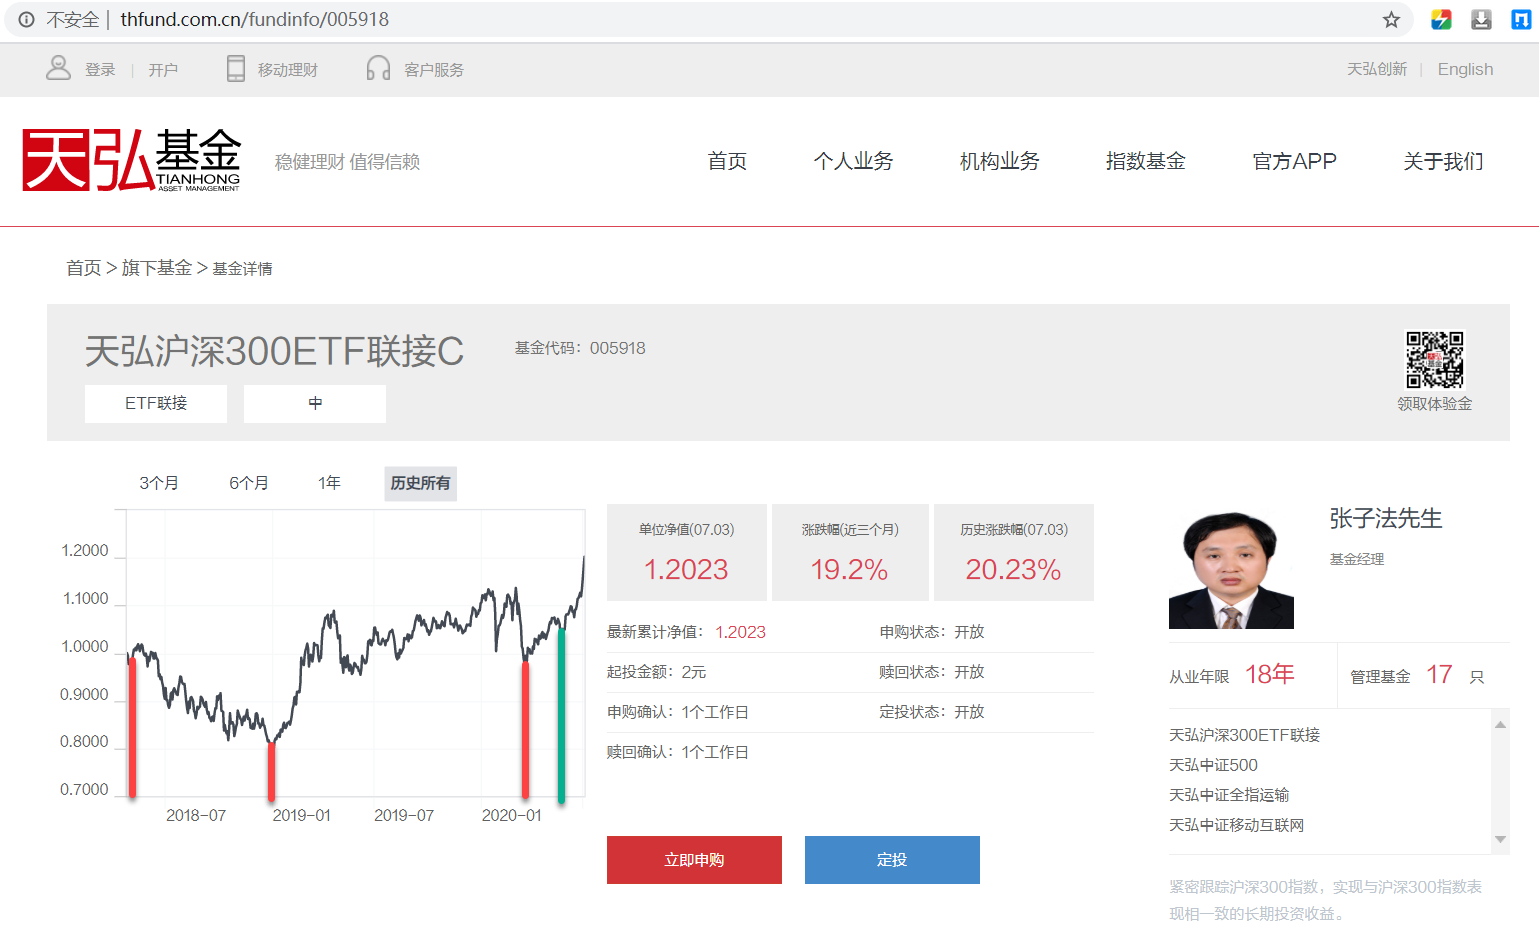 不安全 | thfund.com.cn/fundinfo/005918
登录 | 开户 移动理财 客户服务 天弘创新 | English
天弘基金 TIANHONG ASSET MANAGEMENT 稳健理财 值得信赖 首页 个人业务 机构业务 指数基金 官方APP 关于我们
首页 > 旗下基金 > 基金详情
天弘沪深300ETF联接C 基金代码：005918
ETF联接 中
领取体验金
3个月 6个月 1年 历史所有
1.2000
1.1000
1.0000
0.9000
0.8000
0.7000
2018-07 2019-01 2019-07 2020-01
单位净值(07.03) 涨跌幅(近三个月) 历史涨跌幅(07.03)
1.2023 19.2% 20.23%
最新累计净值： 1.2023 申购状态：开放
起投金额：2元 赎回状态：开放
申购确认：1个工作日 定投状态：开放
赎回确认：1个工作日
立即申购 定投
张子法先生
基金经理
从业年限 18年 管理基金 17 只
天弘沪深300ETF联接
天弘中证500
天弘中证全指运输
天弘中证移动互联网
紧密跟踪沪深300指数，实现与沪深300指数表
现相一致的长期投资收益。